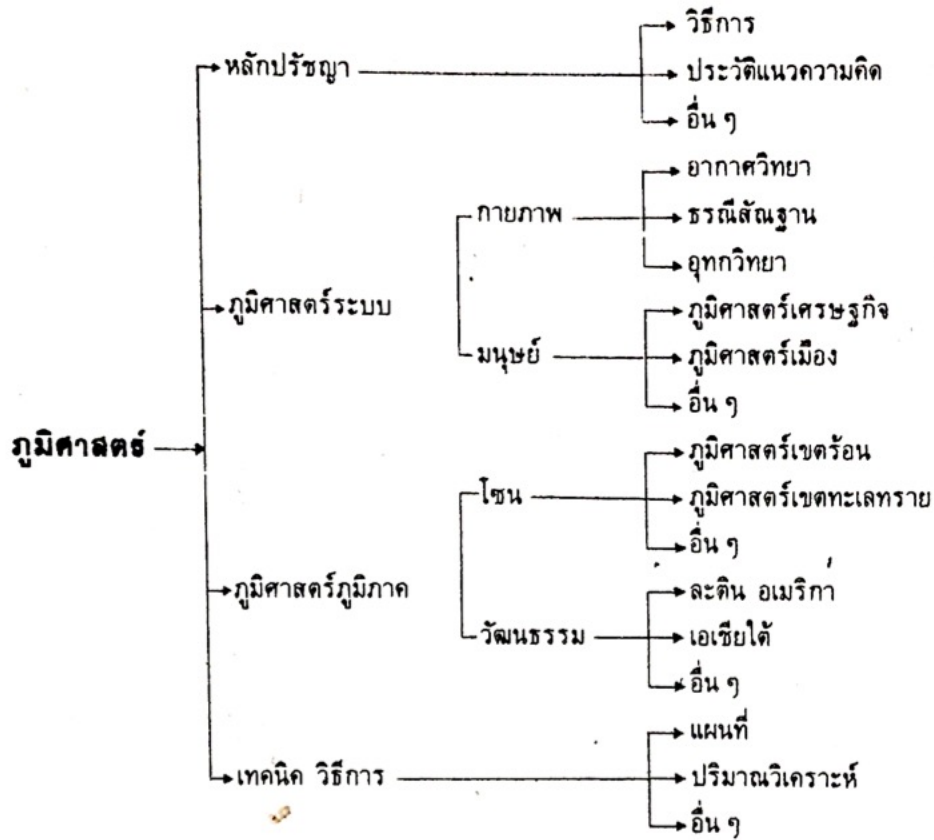 วิธีการ
หลักปรัชญา
ประวัติแนวความคิด
อื่น ๆ
อากาศวิทยา
กายภาพ
ธรณีสัณฐาน
อุทกวิทยา
ภูมิศาสตร์ระบบ
ภูมิศาสตร์เศรษฐกิจ
มนุษย์
ภูมิศาสตร์เมือง
อื่น ๆ
ภูมิศาสตร์
ภูมิศาสตร์เขตร้อน
โซน
ภูมิศาสตร์เขตทะเลทราย
อื่น ๆ
ภูมิศาสตร์ภูมิภาค
ละติน อเมริกา
วัฒนธรรม
เอเชียใต้
อื่น ๆ
แผนที่
เทคนิค วิธีการ
ปริมาณวิเคราะห์
อื่น ๆ